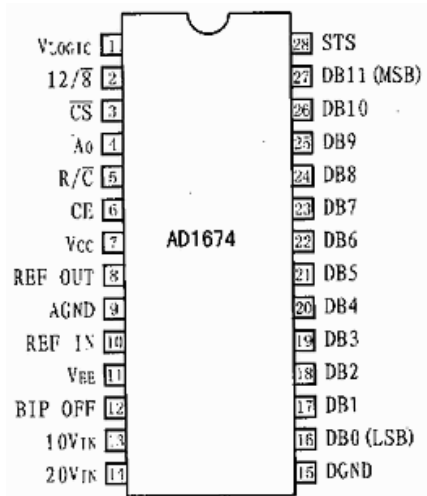 VLOGIC 1
12/8̅ 2
C̅S̅ 3
A0 4
R/C̅ 5
CE 6
VCC 7
REF OUT 8
AGND 9
REF IN 10
VEE 11
BIP OFF 12
10VIN 13
20VIN 14
AD1674
28 STS
27 DB11(MSB)
26 DB10
25 DB9
24 DB8
23 DB7
22 DB6
21 DB5
20 DB4
19 DB3
18 DB2
17 DB1
16 DB0(LSB)
15 DGND